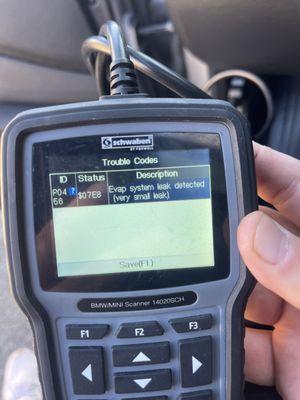 schwaben
BY FOXWELL
Trouble Codes
ID Status Description
P04 ? $07E8 Evap system leak detected
56 (very small leak)
Save(F1)
BMW/MINI Scanner 14020SCH
F1 F2 F3